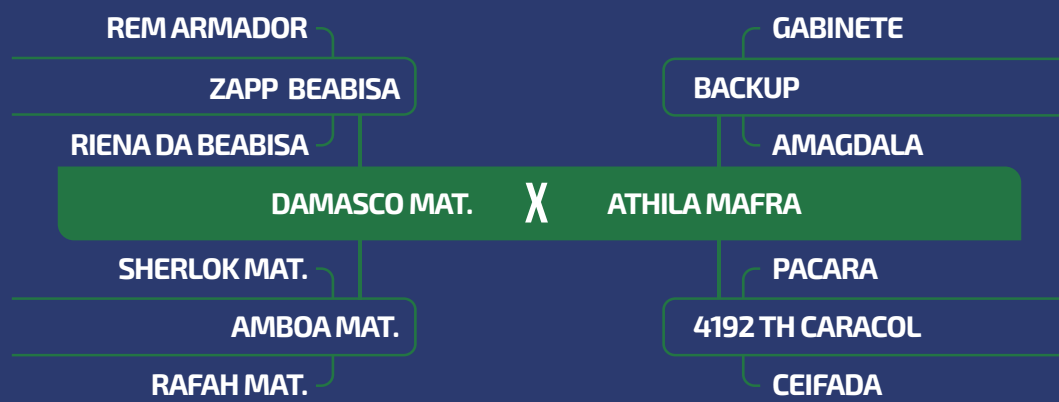 REM ARMADOR
GABINETE
ZAPP BEABISA
BACKUP
RIENA DA BEABISA
AMAGDALA
DAMASCO MAT. X ATHILA MAFRA
SHERLOK MAT.
PACARA
AMBOA MAT.
4192 TH CARACOL
RAFAH MAT.
CEIFADA